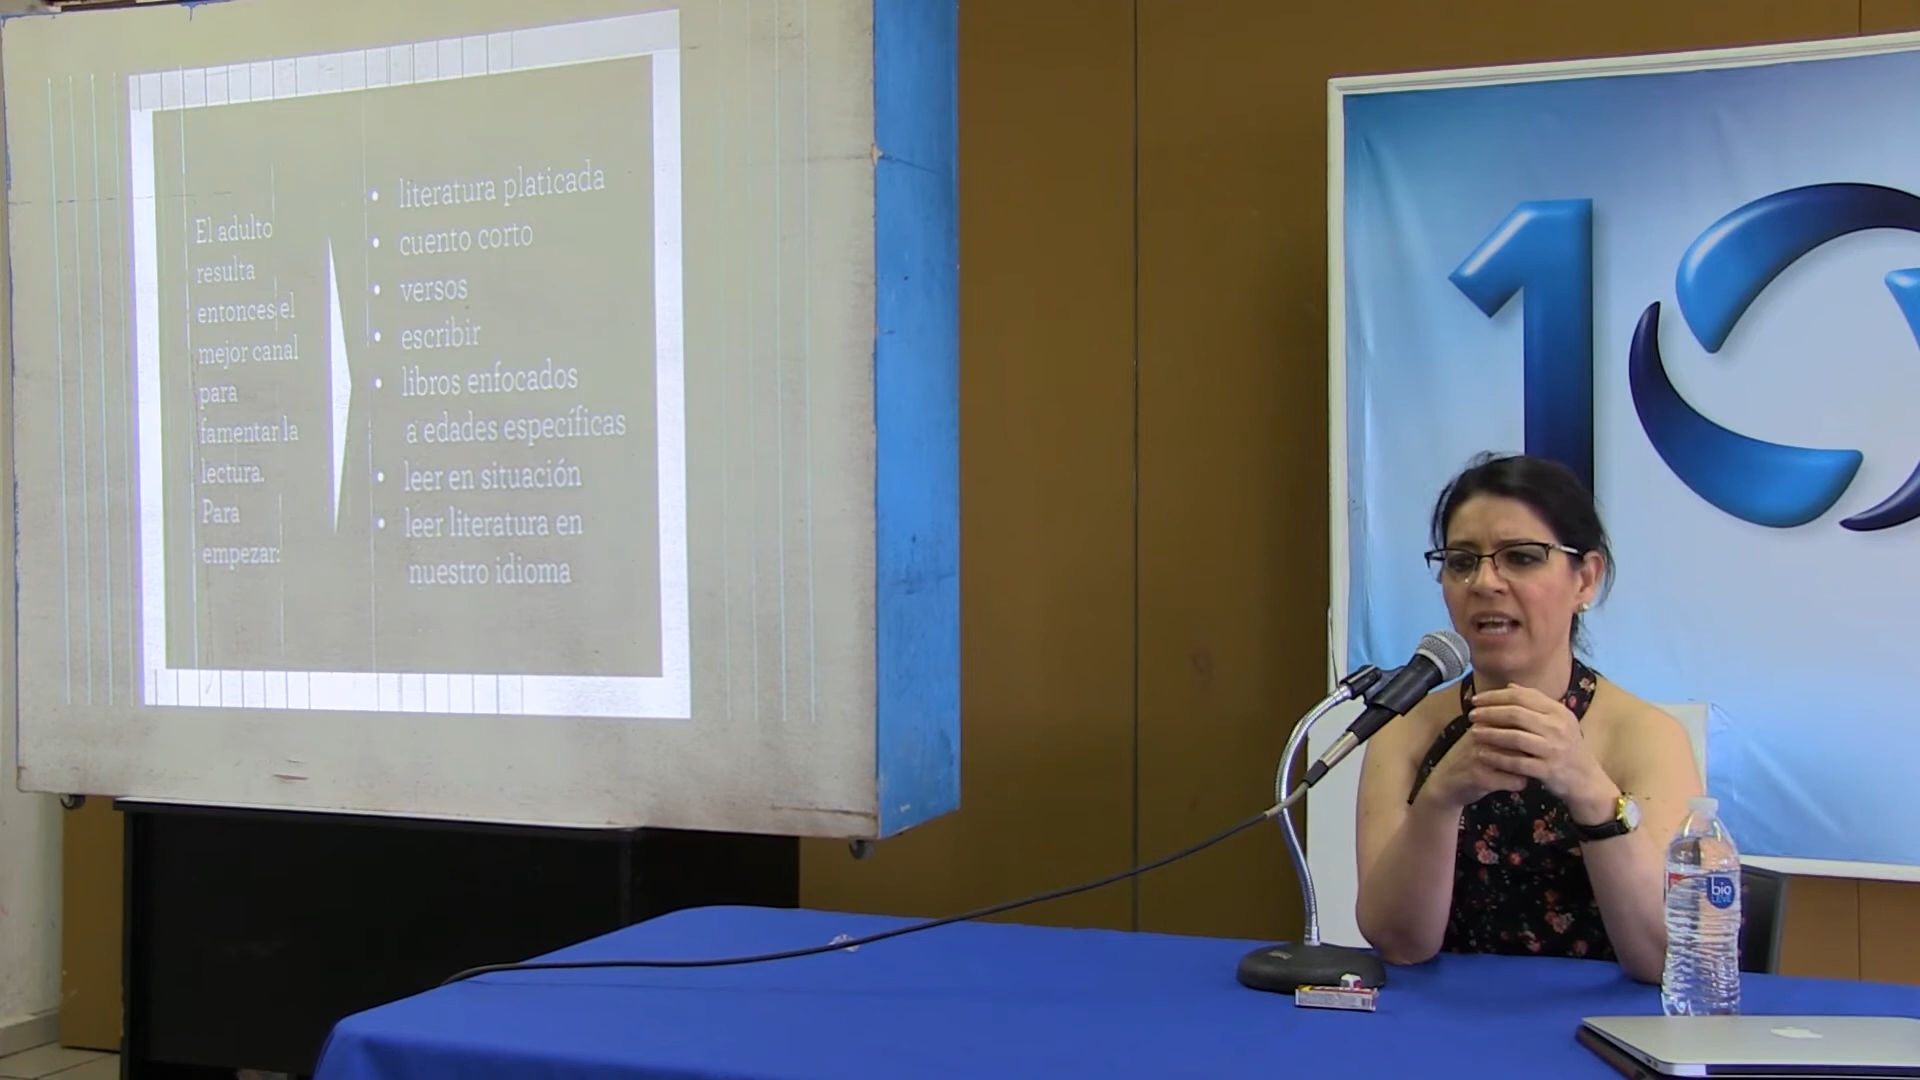 El adulto
resulta
entonces el
mejor canal
para
famentar la
lectura.
Para
empezar:
• literatura platicada
• cuento corto
• versos
• escribir
• libros enfocados
a edades específicas
• leer en situación
• leer literatura en
nuestro idioma
10
bio